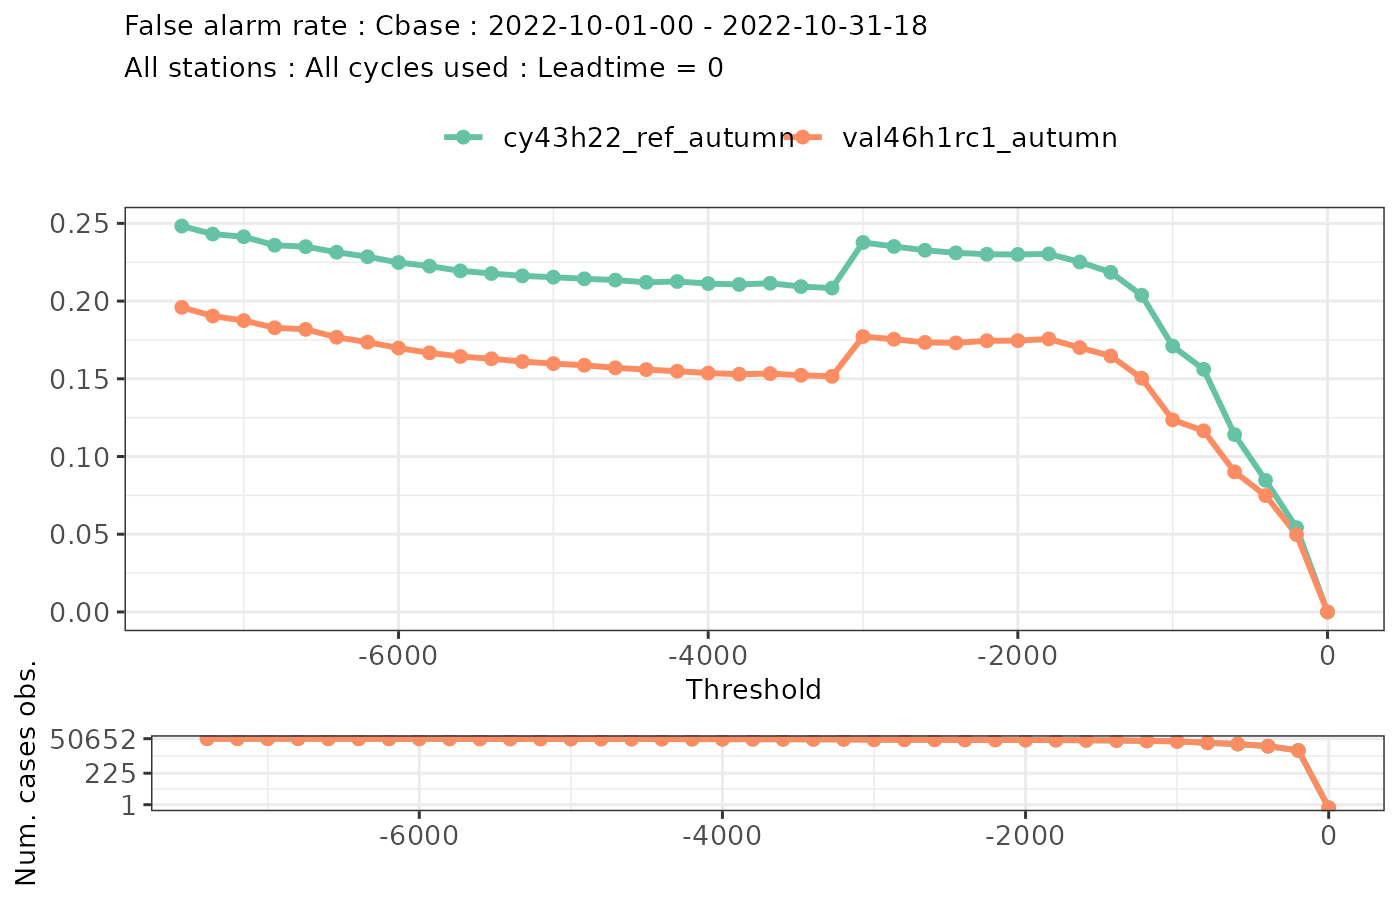 False alarm rate : Cbase : 2022-10-01-00 - 2022-10-31-18
All stations : All cycles used : Leadtime = 0
cy43h22_ref_autumn val46h1rc1_autumn
0.25
0.20
0.15
0.10
0.05
0.00
-6000 -4000 -2000 0
Threshold
Num. cases obs.
50652
225
1
-6000 -4000 -2000 0